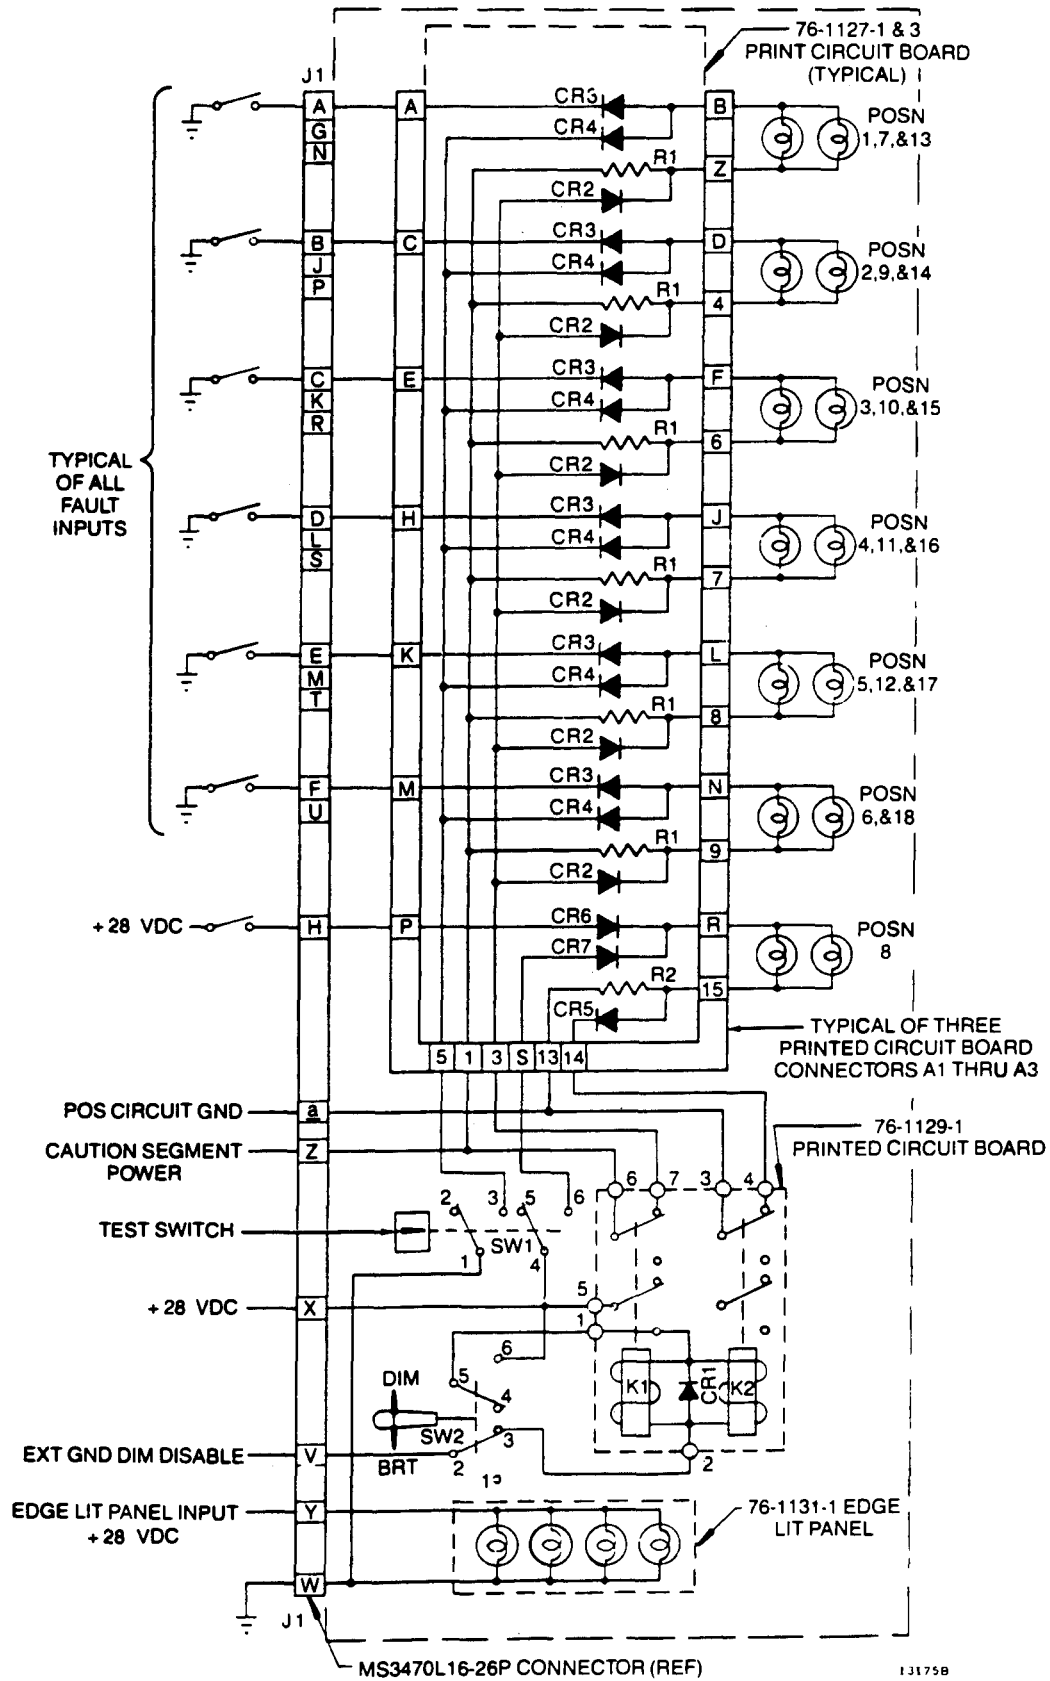 76-1127-1 & 3
PRINT CIRCUIT BOARD
(TYPICAL)
J1
A A CR3 B
G CR4
N R1 Z
CR2
POSN
1,7,&13
B C CR3 D
J CR4
P R1 4
CR2
POSN
2,9,&14
C E CR3 F
K CR4
R R1 6
CR2
POSN
3,10,&15
TYPICAL
OF ALL
FAULT
INPUTS
D H CR3 J
L CR4
S R1 7
CR2
POSN
4,11,&16
E K CR3 L
M CR4
T R1 8
CR2
POSN
5,12.&17
F M CR3 N
U CR4
R1 9
CR2
POSN
6,&18
+28 VDC H P CR6 R
CR7
R2 15
CR5
POSN
8
TYPICAL OF THREE
PRINTED CIRCUIT BOARD
CONNECTORS A1 THRU A3
5 1 3 S 13 14
POS CIRCUIT GND a
76-1129-1
PRINTED CIRCUIT BOARD
CAUTION SEGMENT
POWER
Z
6 7 3 4
2 3 5 6
TEST SWITCH
SW1
1 4
+28 VDC X
5
1
6
5
4
DIM
K1 CR1 K2
SW2
3
EXT GND DIM DISABLE V
BRT
2
2
1
EDGE LIT PANEL INPUT
+28 VDC
Y
76-1131-1 EDGE
LIT PANEL
W
J1
MS3470L16-26P CONNECTOR (REF)
13175B